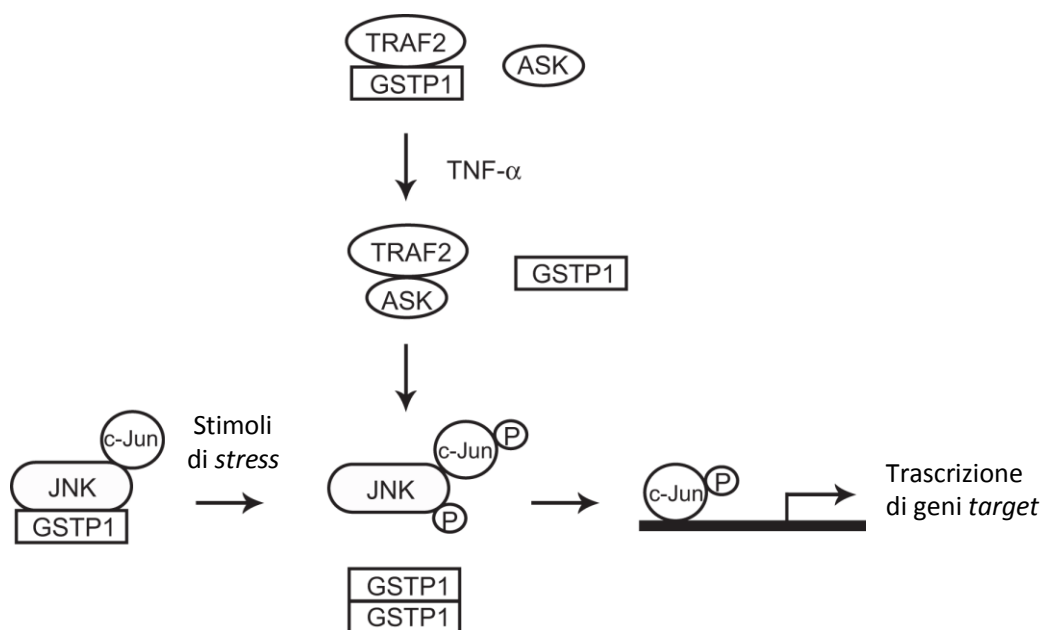 TRAF2
GSTP1
ASK
TNF-α
TRAF2
ASK
GSTP1
c-Jun
JNK
GSTP1
Stimoli
di stress
c-Jun
P
JNK
P
GSTP1
GSTP1
c-Jun
P
Trascrizione
di geni target